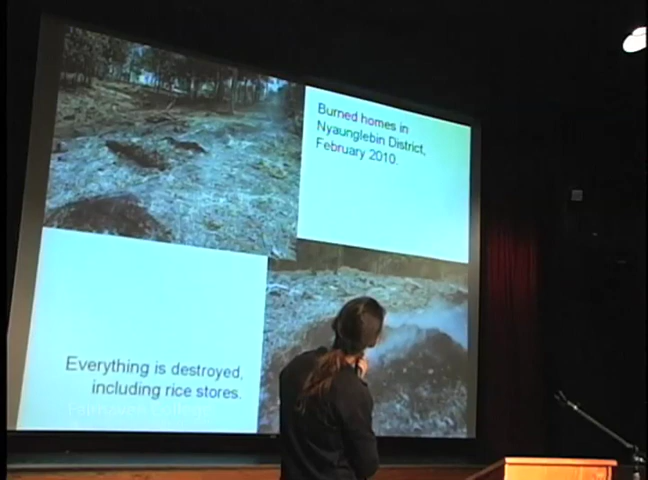 Burned homes in
Nyaunglebin District,
February 2010.
Everything is destroyed,
including rice stores.